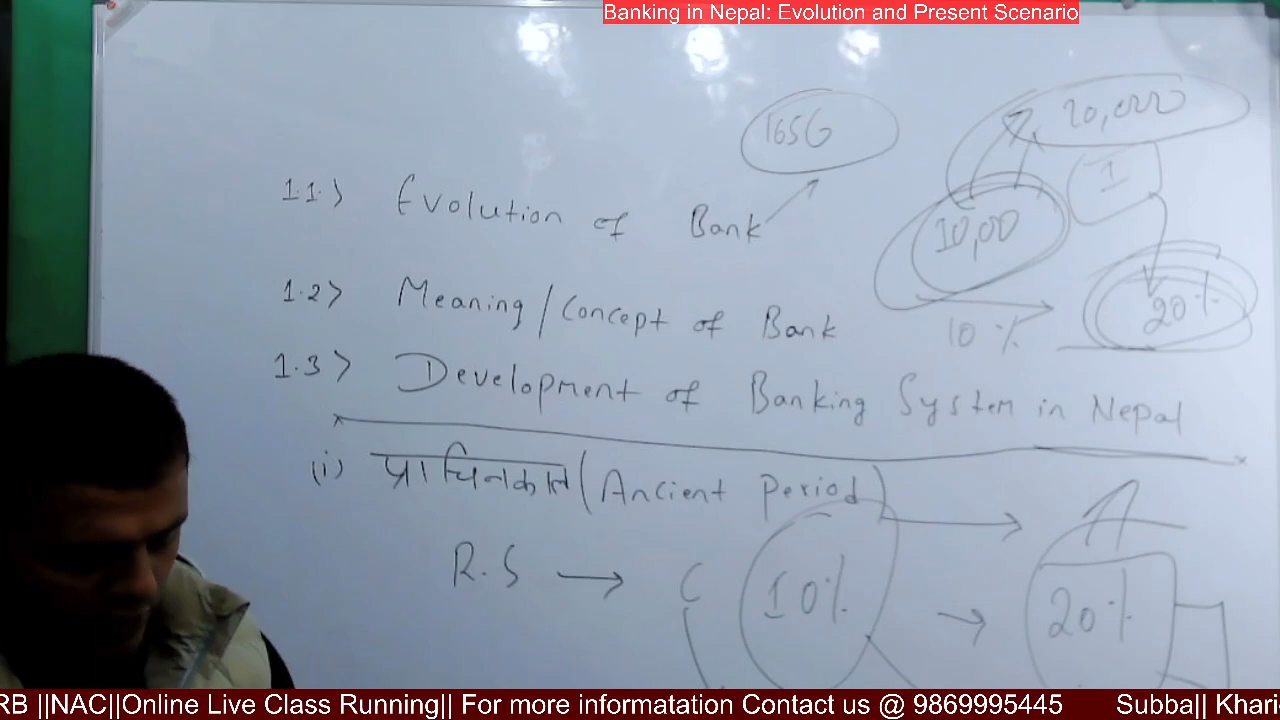 Banking in Nepal: Evolution and Present Scenario
1656
20,000
1
1.1> Evolution of Bank
10,00
1.2> Meaning/Concept of Bank
10 %
20%
1.3> Development of Banking System in Nepal
(i) प्राचिनकाल (Ancient Period)
A
R.S → C 10% → 20%
RB ||NAC||Online Live Class Running|| For more informatation Contact us @ 9869995445 Subba|| Khari